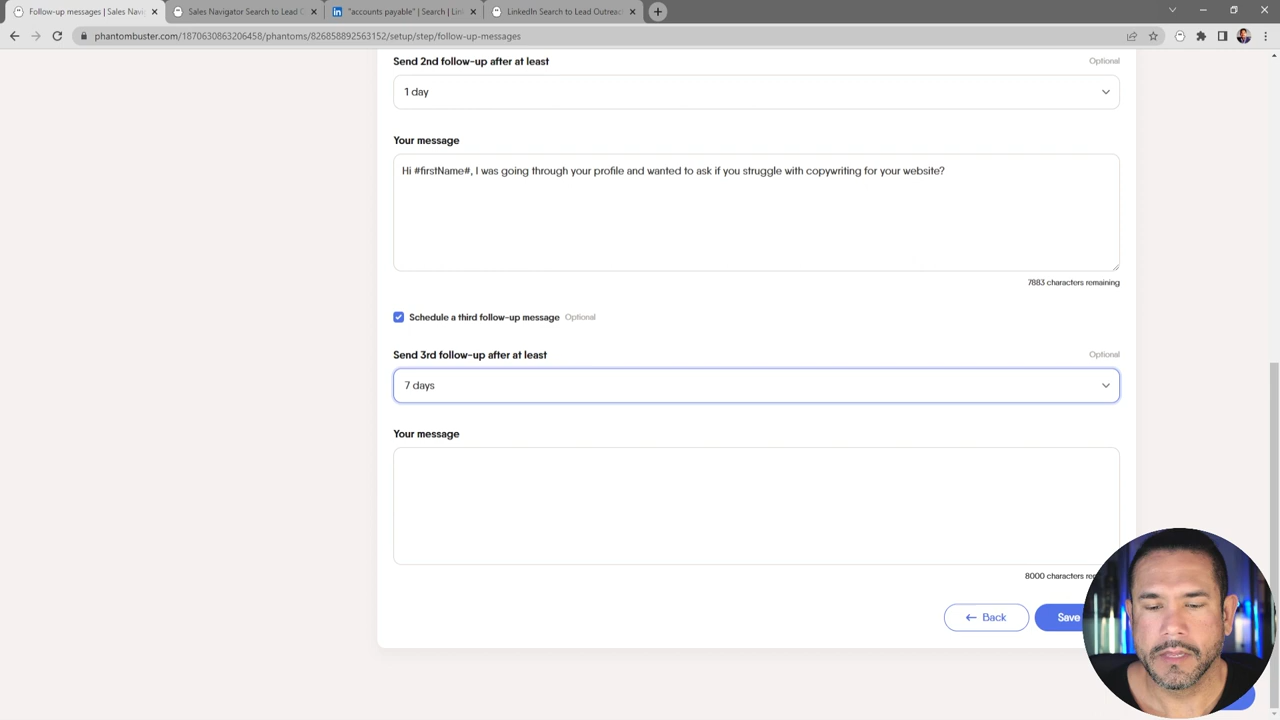 Follow-up messages | Sales Navi
Sales Navigator Search to Lead O
"accounts payable" | Search | Lin
LinkedIn Search to Lead Outreac
phantombuster.com/1870630863206458/phantoms/826858892563152/setup/step/follow-up-messages
Send 2nd follow-up after at least
Optional
1 day
Your message
Hi #firstName#, I was going through your profile and wanted to ask if you struggle with copywriting for your website?
7883 characters remaining
Schedule a third follow-up message Optional
Send 3rd follow-up after at least
Optional
7 days
Your message
8000 characters re
← Back
Save